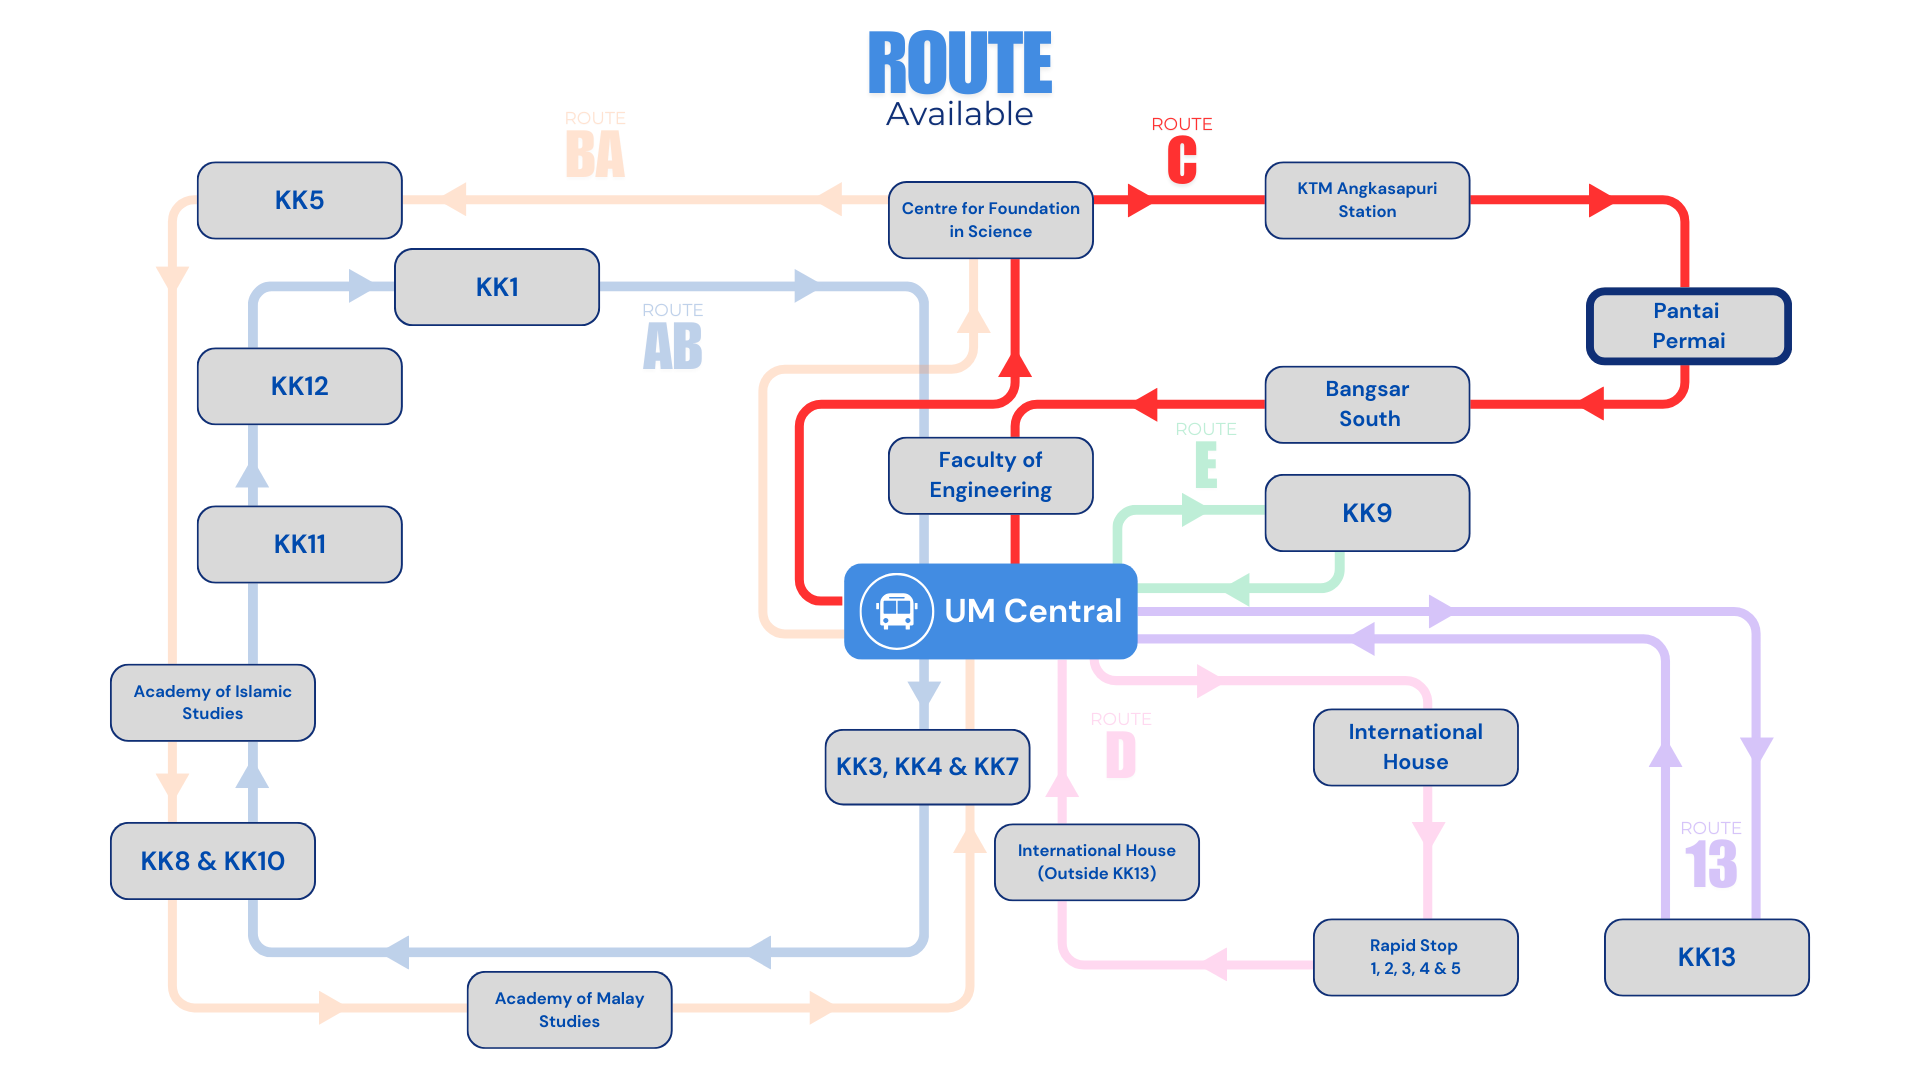 ROUTE
Available
ROUTE
BA
ROUTE
C
KK5
Centre for Foundation
in Science
KTM Angkasapuri
Station
KK1
ROUTE
AB
Pantai
Permai
KK12
Bangsar
South
ROUTE
E
Faculty of
Engineering
KK9
KK11
UM Central
Academy of Islamic
Studies
ROUTE
D
International
House
KK3, KK4 & KK7
KK8 & KK10
International House
(Outside KK13)
ROUTE
13
Rapid Stop
1, 2, 3, 4 & 5
KK13
Academy of Malay
Studies